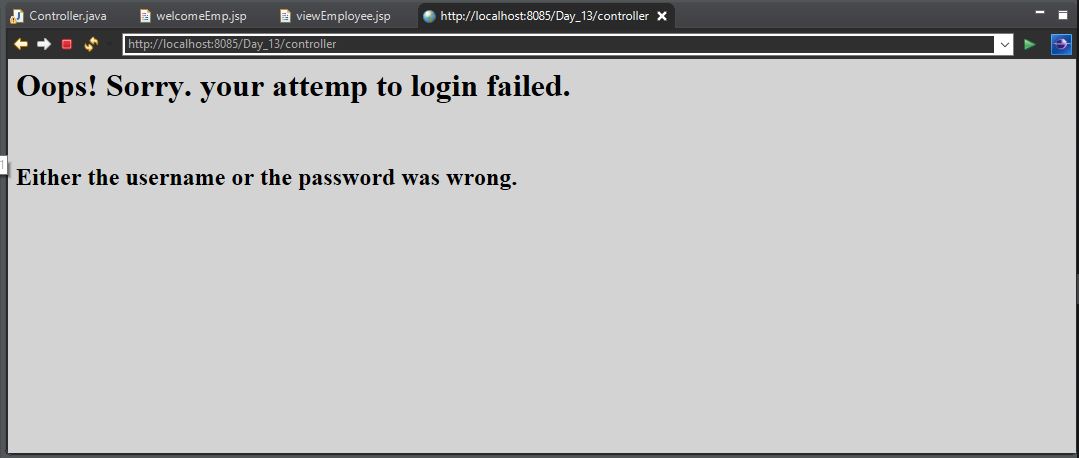 Controller.java welcomeEmp.jsp viewEmployee.jsp http://localhost:8085/Day_13/controller
http://localhost:8085/Day_13/controller
Oops! Sorry. your attemp to login failed.
1
Either the username or the password was wrong.